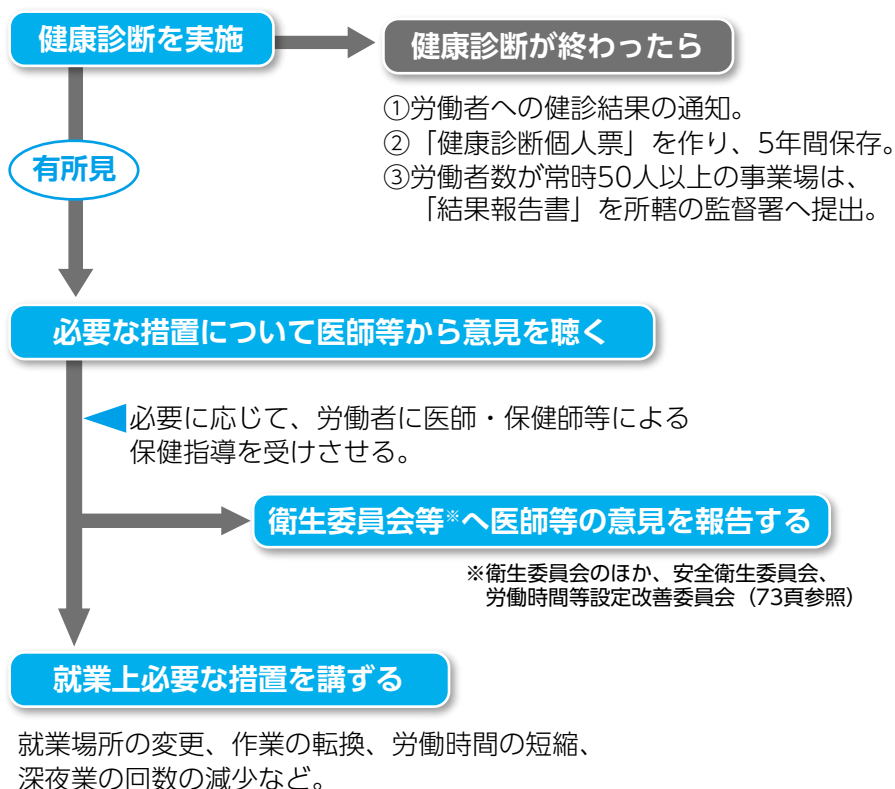 健康診断を実施
健康診断が終わったら
①労働者への健診結果の通知。
②「健康診断個人票」を作り、5年間保存。
③労働者数が常時50人以上の事業場は、
「結果報告書」を所轄の監督署へ提出。
有所見
必要な措置について医師等から意見を聴く
必要に応じて、労働者に医師・保健師等による
保健指導を受けさせる。
衛生委員会等※へ医師等の意見を報告する
※衛生委員会のほか、安全衛生委員会、
労働時間等設定改善委員会（73頁参照）
就業上必要な措置を講ずる
就業場所の変更、作業の転換、労働時間の短縮、
深夜業の回数の減少など。